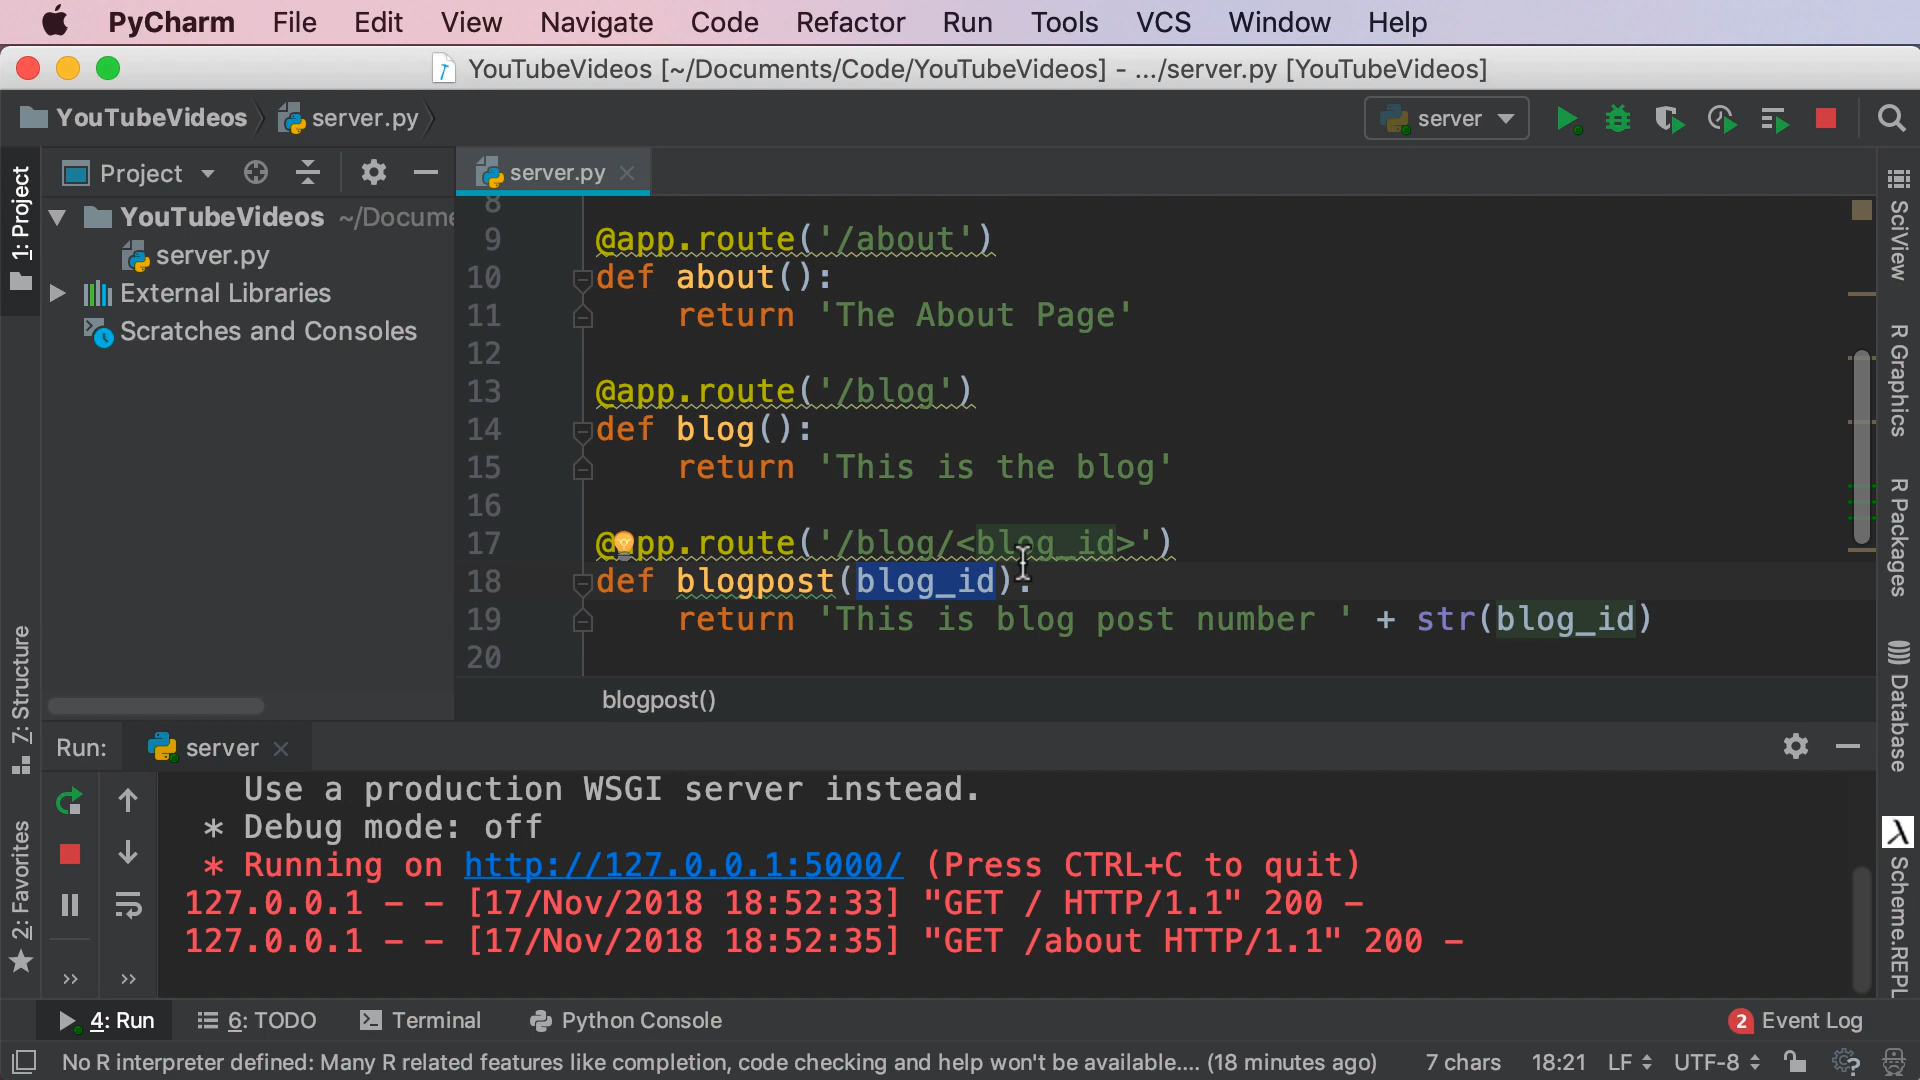 PyCharm File Edit View Navigate Code Refactor Run Tools VCS Window Help
YouTubeVideos [~/Documents/Code/YouTubeVideos] - .../server.py [YouTubeVideos]
YouTubeVideos server.py server
1: Project
Project
server.py
YouTubeVideos ~/Docume
server.py
External Libraries
Scratches and Consoles
8
9 @app.route('/about')
10 def about():
11 return 'The About Page'
12
13 @app.route('/blog')
14 def blog():
15 return 'This is the blog'
16
17 @app.route('/blog/<blog_id>')
18 def blogpost(blog_id):
19 return 'This is blog post number ' + str(blog_id)
20
blogpost()
SciView
R Graphics
R Packages
Database
Scheme.REPL
7: Structure
2: Favorites
Run: server
Use a production WSGI server instead.
* Debug mode: off
* Running on http://127.0.0.1:5000/ (Press CTRL+C to quit)
127.0.0.1 - - [17/Nov/2018 18:52:33] "GET / HTTP/1.1" 200 -
127.0.0.1 - - [17/Nov/2018 18:52:35] "GET /about HTTP/1.1" 200 -
4: Run 6: TODO Terminal Python Console 2 Event Log
No R interpreter defined: Many R related features like completion, code checking and help won't be available.... (18 minutes ago) 7 chars 18:21 LF UTF-8